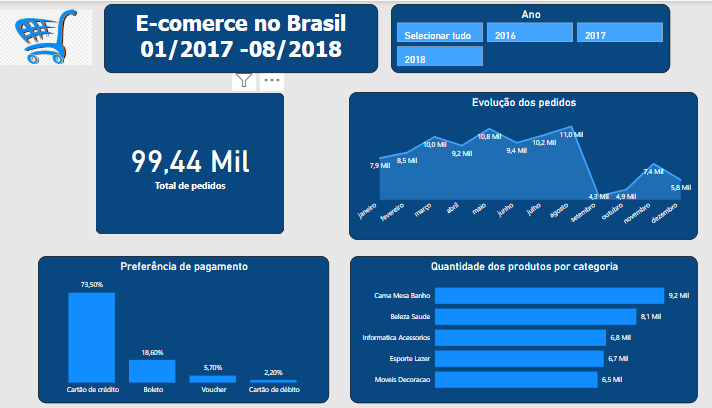 E-comerce no Brasil
01/2017 -08/2018
Ano
Selecionar tudo
2016
2017
2018
99,44 Mil
Total de pedidos
Evolução dos pedidos
7,9 Mil
8,5 Mil
10,0 Mil
9,2 Mil
10,8 Mil
9,4 Mil
10,2 Mil
11,0 Mil
4,3 Mil
4,9 Mil
7,4 Mil
5,8 Mil
janeiro
fevereiro
março
abril
maio
junho
julho
agosto
setembro
outubro
novembro
dezembro
Preferência de pagamento
73,50%
18,60%
5,70%
2,20%
Cartão de crédito
Boleto
Voucher
Cartão de débito
Quantidade dos produtos por categoria
Cama Mesa Banho 9,2 Mil
Beleza Saude 8,1 Mil
Informatica Acessorios 6,8 Mil
Esporte Lazer 6,7 Mil
Moveis Decoracao 6,5 Mil